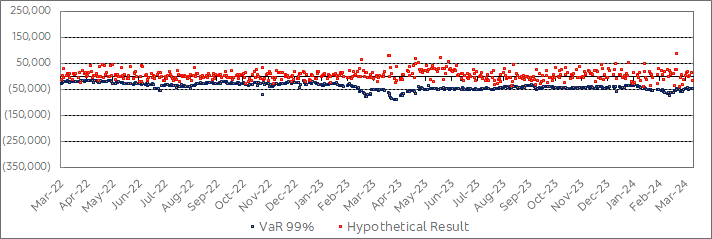 250,000
150,000
50,000
(50,000)
(150,000)
(250,000)
(350,000)
Mar-22
Apr-22
May-22
Jun-22
Jul-22
Aug-22
Sep-22
Oct-22
Nov-22
Dec-22
Jan-23
Feb-23
Mar-23
Apr-23
May-23
Jun-23
Jul-23
Aug-23
Sep-23
Oct-23
Nov-23
Dec-23
Jan-24
Feb-24
Mar-24
VaR 99%
Hypothetical Result